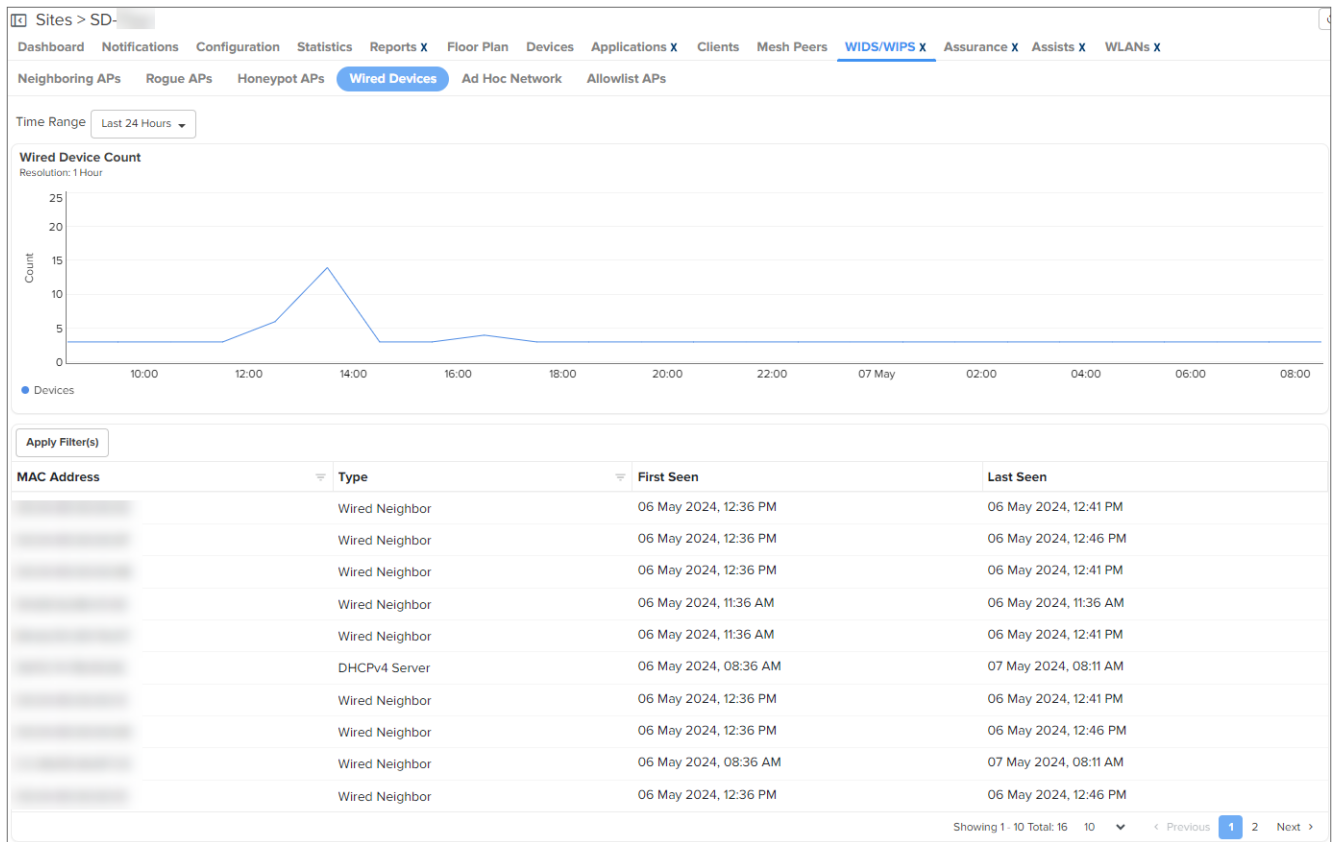 Sites > SD-
Dashboard Notifications Configuration Statistics Reports X Floor Plan Devices Applications X Clients Mesh Peers WIDS/WIPS X Assurance X Assists X WLANs X
Neighboring APs Rogue APs Honeypot APs Wired Devices Ad Hoc Network Allowlist APs
Time Range Last 24 Hours
Wired Device Count
Resolution: 1 Hour
25
20
15
10
5
0
Count
10:00 12:00 14:00 16:00 18:00 20:00 22:00 07 May 02:00 04:00 06:00 08:00
Devices
Apply Filter(s)
MAC Address Type First Seen Last Seen
Wired Neighbor 06 May 2024, 12:36 PM 06 May 2024, 12:41 PM
Wired Neighbor 06 May 2024, 12:36 PM 06 May 2024, 12:46 PM
Wired Neighbor 06 May 2024, 12:36 PM 06 May 2024, 12:41 PM
Wired Neighbor 06 May 2024, 11:36 AM 06 May 2024, 11:36 AM
Wired Neighbor 06 May 2024, 11:36 AM 06 May 2024, 12:41 PM
DHCPv4 Server 06 May 2024, 08:36 AM 07 May 2024, 08:11 AM
Wired Neighbor 06 May 2024, 12:36 PM 06 May 2024, 12:41 PM
Wired Neighbor 06 May 2024, 12:36 PM 06 May 2024, 12:46 PM
Wired Neighbor 06 May 2024, 08:36 AM 07 May 2024, 08:11 AM
Wired Neighbor 06 May 2024, 12:36 PM 06 May 2024, 12:46 PM
Showing 1 - 10 Total: 16 10 < Previous 1 2 Next >